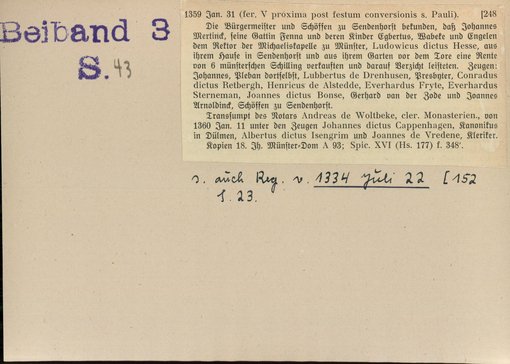 Beiband 3
S. 43
1359 Jan. 31 (fer. V proxima post festum conversionis s. Pauli). [248
Die Bürgermeister und Schöffen zu Sendenhorst bekunden, daß Johannes
Mertinck, seine Gattin Fenna und deren Kinder Egbertus, Wabeke und Engelen
dem Rektor der Michaeliskapelle zu Münster, Ludowicus dictus Hesse, aus
ihrem Hause in Sendenhorst und aus ihrem Garten vor dem Tore eine Rente
von 6 münsterschen Schilling verkauften und darauf Verzicht leisteten. Zeugen:
Johannes, Pleban dortselbst, Lubbertus de Drenhusen, Presbyter, Conradus
dictus Retbergh, Henricus de Alstedde, Everhardus Fryte, Everhardus
Sterneman, Joannes dictus Bonse, Gerhard van der Zode und Joannes
Arnoldinck, Schöffen zu Sendenhorst.
Transsumpt des Notars Andreas de Woltbeke, cler. Monasterien., von
1360 Jan. 11 unter den Zeugen Johannes dictus Cappenhagen, Kanonikus
in Dülmen, Albertus dictus Isengrim und Joannes de Vredene, Kleriker.
Kopien 18. Jh. Münster-Dom A 93; Spic. XVI (Hs. 177) f. 348'.
s. auch Reg. v. 1334 Juli 22 [152
S. 23.